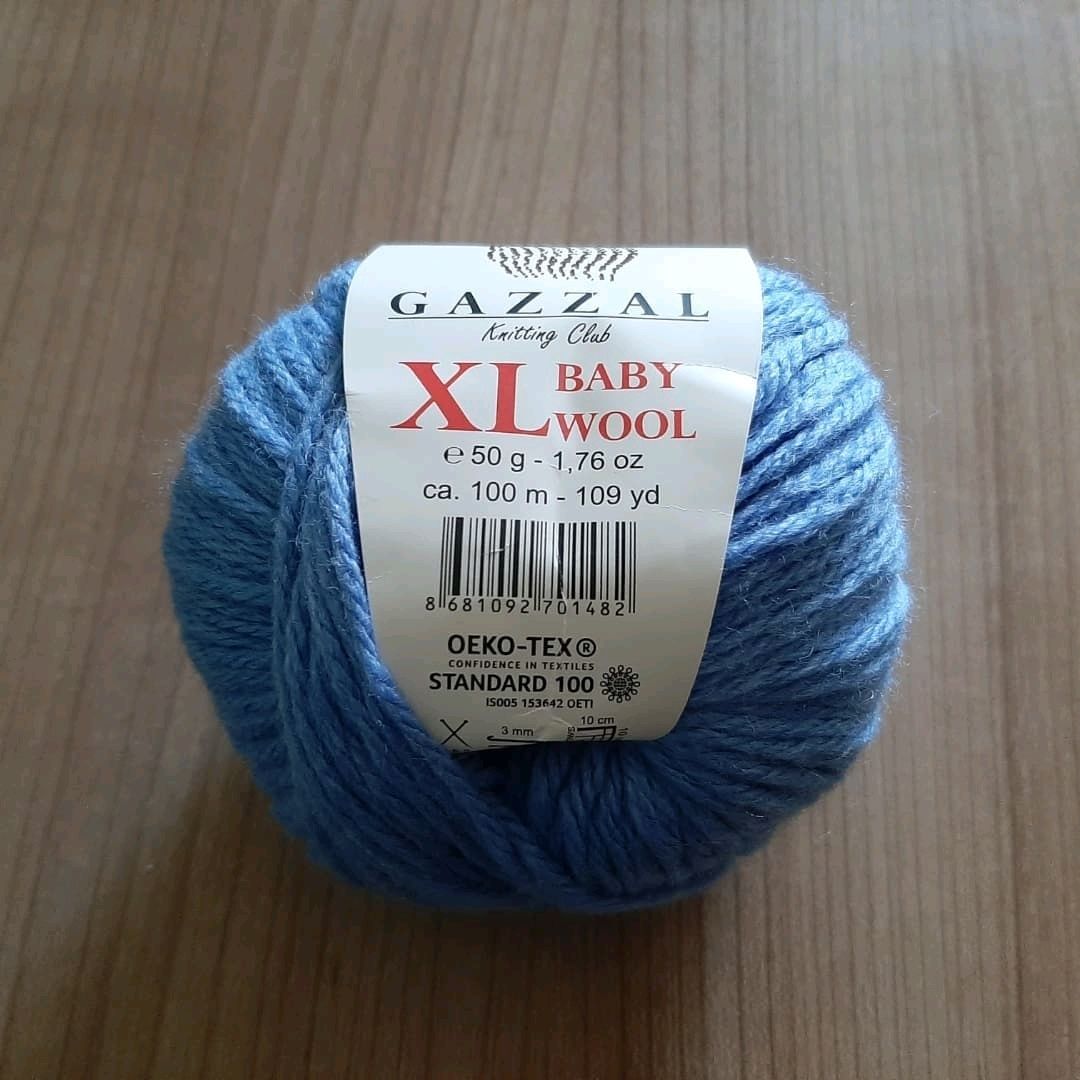 GAZZAL
Knitting Club
XL BABY
WOOL
℮ 50 g - 1,76 oz
ca. 100 m - 109 yd
8 681092 701482
OEKO-TEX®
CONFIDENCE IN TEXTILES
STANDARD 100
IS005 153642 OETI
3 mm
10 cm